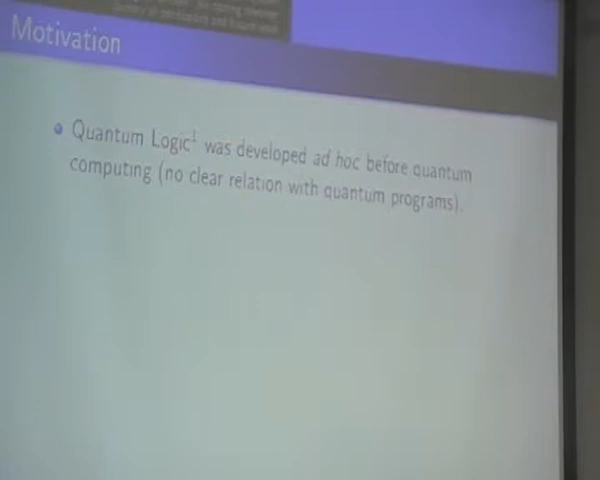 Motivation
Quantum Logic¹ was developed ad hoc before quantum
computing (no clear relation with quantum programs).